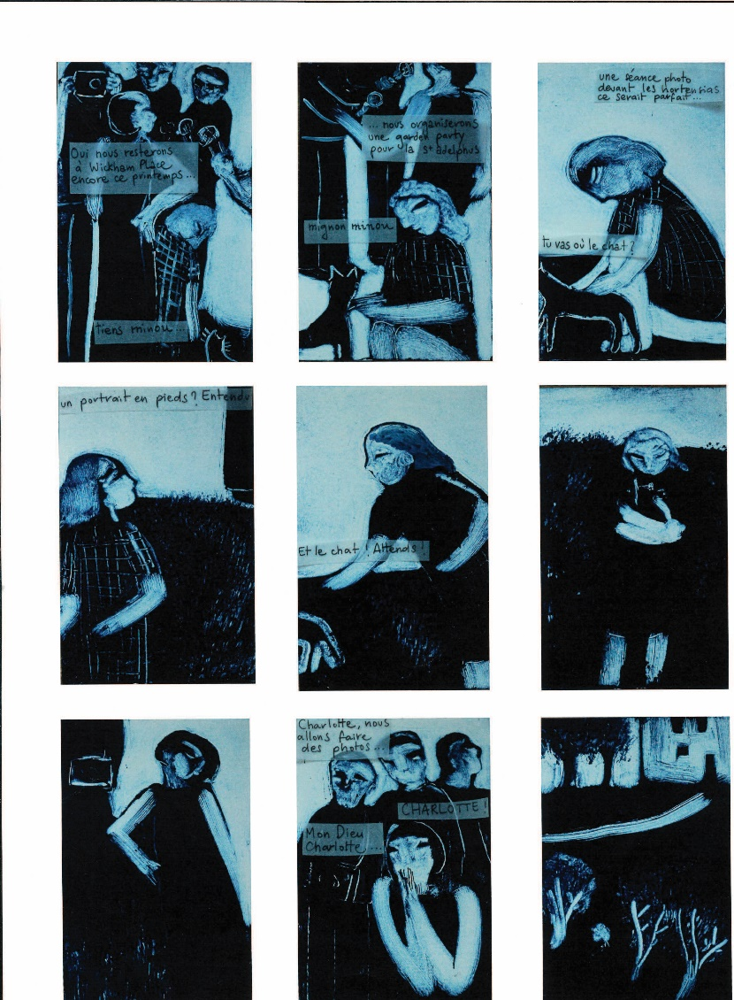 Oui nous resterons
à Wickham Place
encore ce printemps...
tiens minou...
... nous organiserons
une garden party
pour la St adelphus
mignon minou
une séance photo
devant les hortensias
ce serait parfait...
tu vas où le chat ?
un portrait en pieds ? Entendu
Et le chat ! Attends !
Charlotte, nous
allons faire
des photos...
CHARLOTTE !
Mon Dieu
Charlotte...